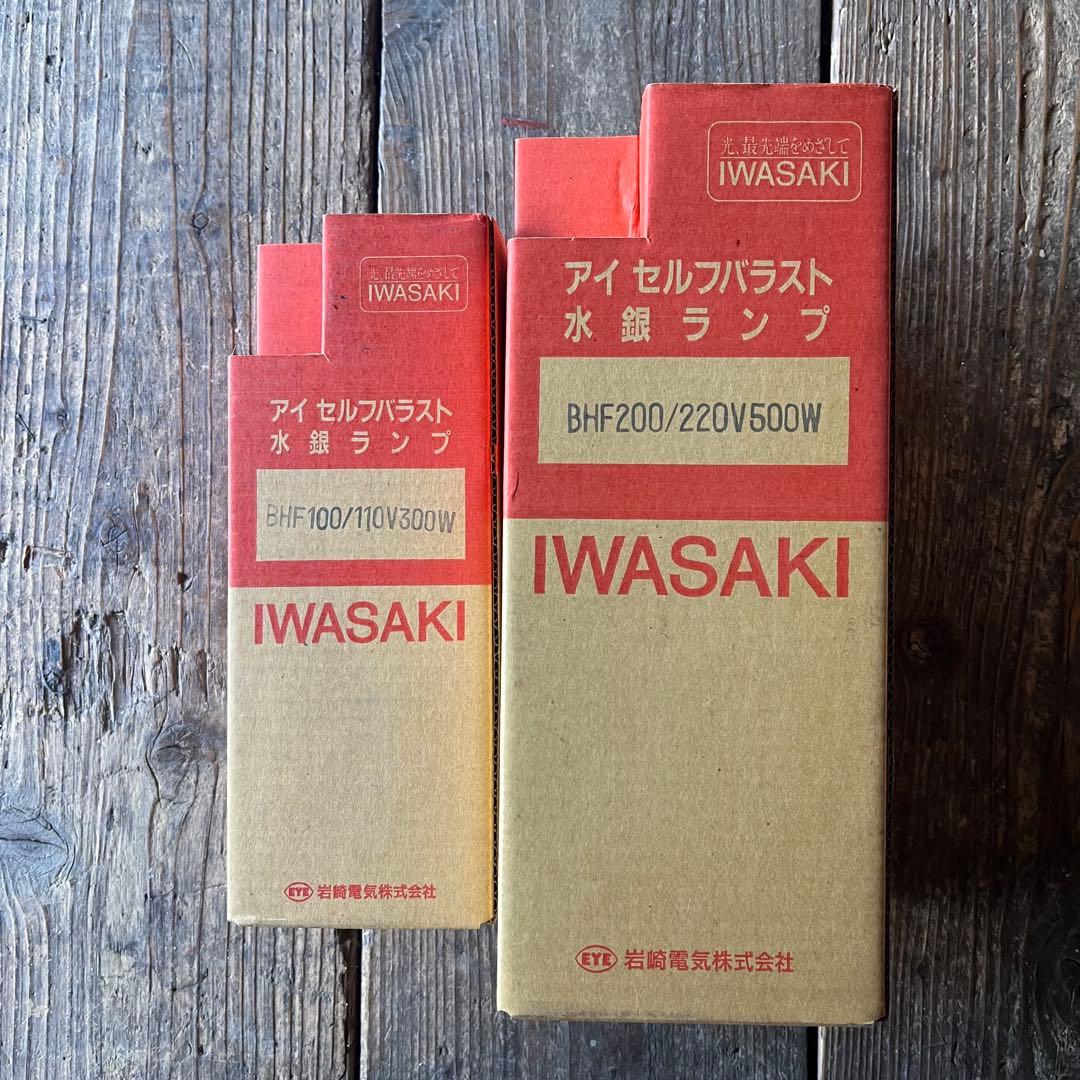 光、最先端をめざして
IWASAKI
アイ セルフバラスト
水銀ランプ
BHF100/110V300W
IWASAKI
EYE 岩崎電気株式会社
光、最先端をめざして
IWASAKI
アイ セルフバラスト
水銀ランプ
BHF200/220V500W
IWASAKI
EYE 岩崎電気株式会社